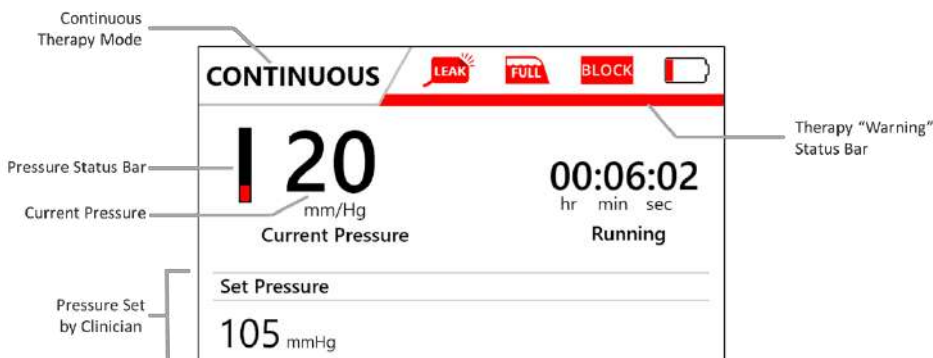 Continuous
Therapy Mode
CONTINUOUS
LEAK
FULL
BLOCK
Therapy “Warning”
Status Bar
Pressure Status Bar
20
00:06:02
hr min sec
Current Pressure
mm/Hg
Current Pressure
Running
Set Pressure
Pressure Set
by Clinician
105 mmHg